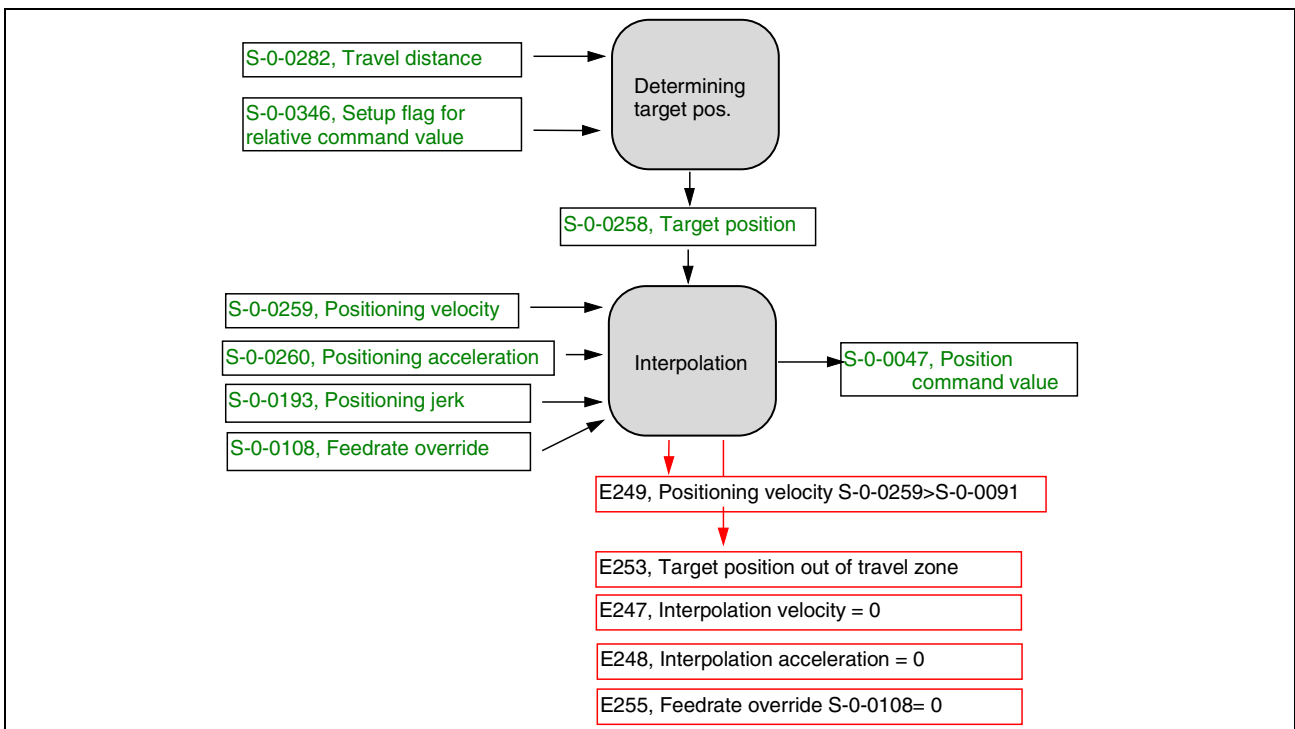 S-0-0282, Travel distance
Determining
target pos.
S-0-0346, Setup flag for
relative command value
S-0-0258, Target position
S-0-0259, Positioning velocity
S-0-0260, Positioning acceleration
Interpolation
S-0-0047, Position
command value
S-0-0193, Positioning jerk
S-0-0108, Feedrate override
E249, Positioning velocity S-0-0259>S-0-0091
E253, Target position out of travel zone
E247, Interpolation velocity = 0
E248, Interpolation acceleration = 0
E255, Feedrate override S-0-0108= 0